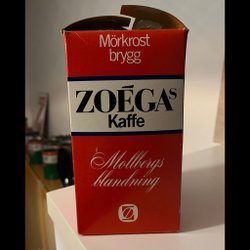 Mörkrost
brygg
ZOÉGAS
Kaffe
Mollbergs
blandning
Z